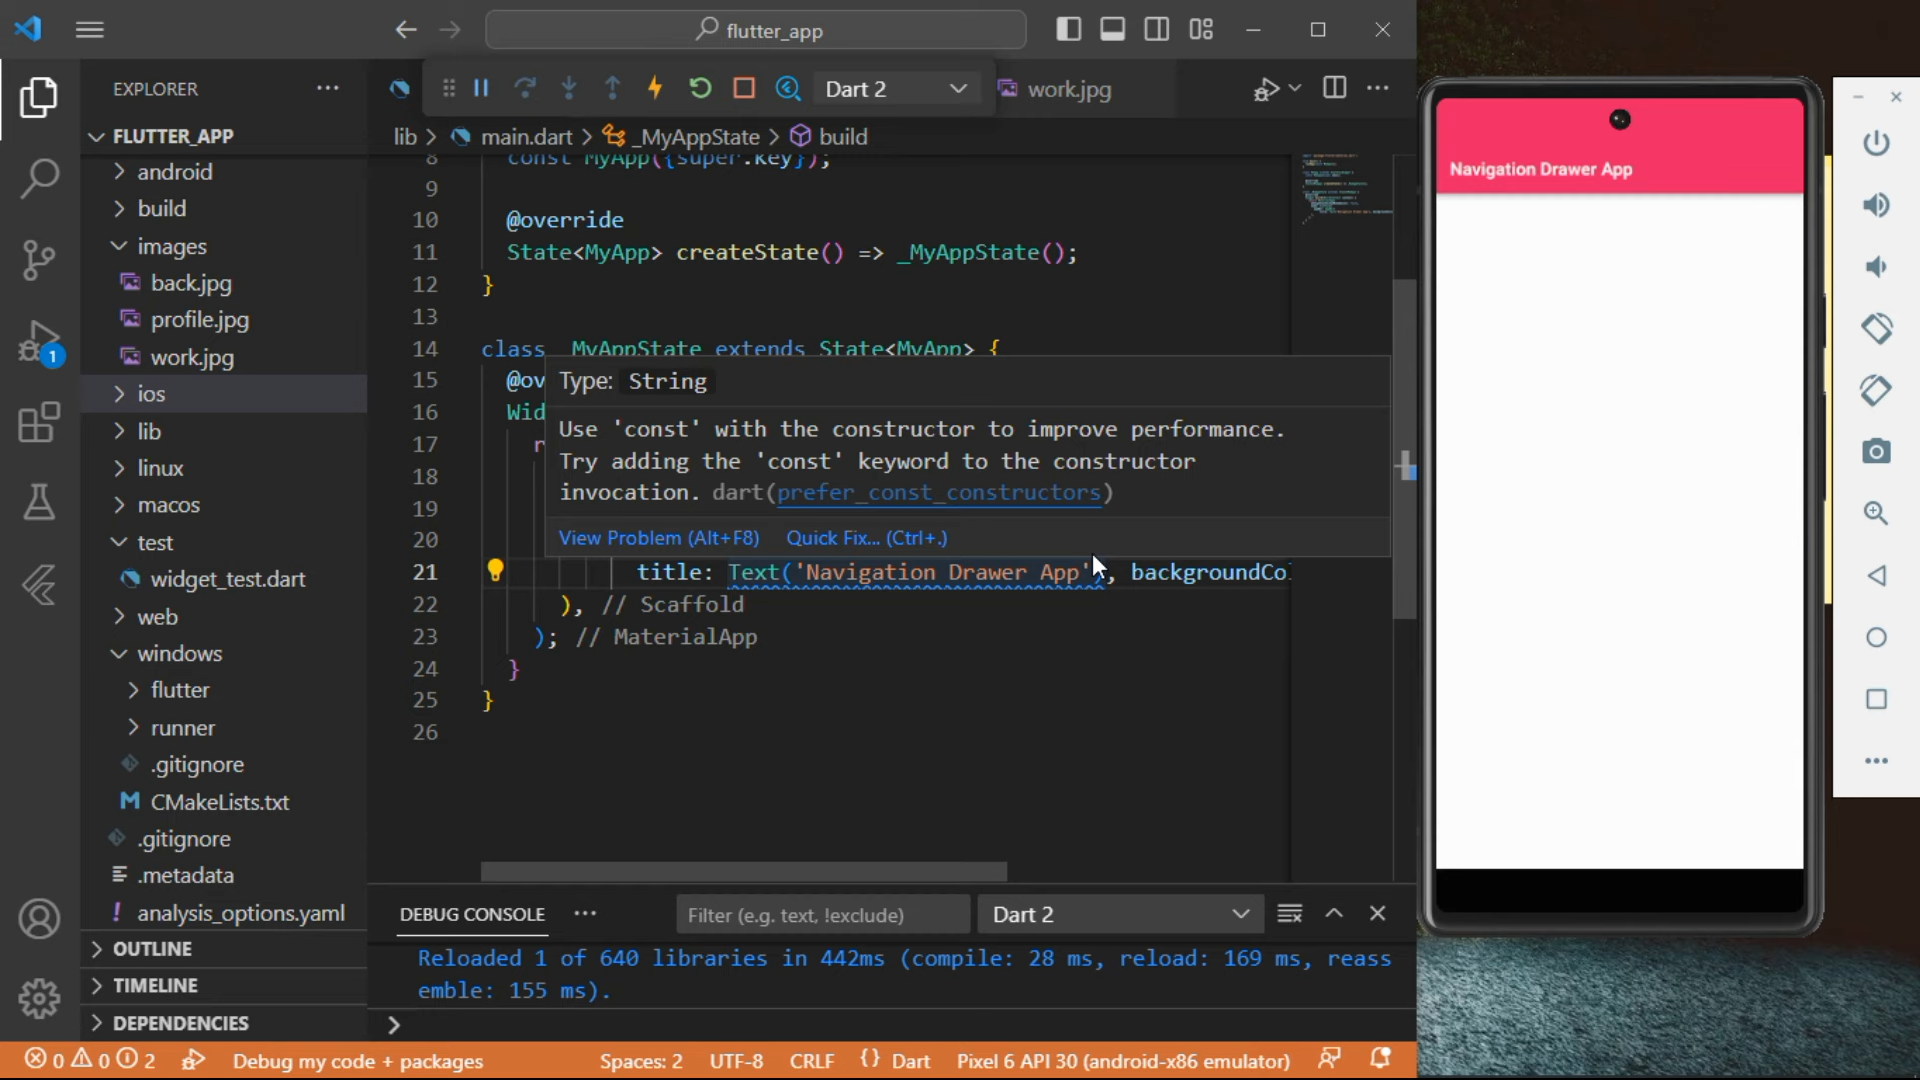 flutter_app
EXPLORER
Dart 2
work.jpg
FLUTTER_APP
lib > main.dart > _MyAppState > build
android
build
images
back.jpg
profile.jpg
work.jpg
ios
lib
linux
macos
test
widget_test.dart
web
windows
flutter
runner
.gitignore
CMakeLists.txt
.gitignore
.metadata
analysis_options.yaml
OUTLINE
TIMELINE
DEPENDENCIES
1
8 const MyApp({super.key});
9
10 @override
11 State<MyApp> createState() => _MyAppState();
12 }
13
14 class _MyAppState extends State<MyApp> {
15 @ov
16 Wid
17 r
18
19
20
Type: String
Use 'const' with the constructor to improve performance.
Try adding the 'const' keyword to the constructor
invocation. dart(prefer_const_constructors)
View Problem (Alt+F8) Quick Fix... (Ctrl+.)
21 title: Text('Navigation Drawer App'), backgroundCol
22 ), // Scaffold
23 ); // MaterialApp
24 }
25 }
26
DEBUG CONSOLE
Filter (e.g. text, !exclude)
Dart 2
Reloaded 1 of 640 libraries in 442ms (compile: 28 ms, reload: 169 ms, reass
emble: 155 ms).
0 0 2 Debug my code + packages Spaces: 2 UTF-8 CRLF {} Dart Pixel 6 API 30 (android-x86 emulator)
Navigation Drawer App